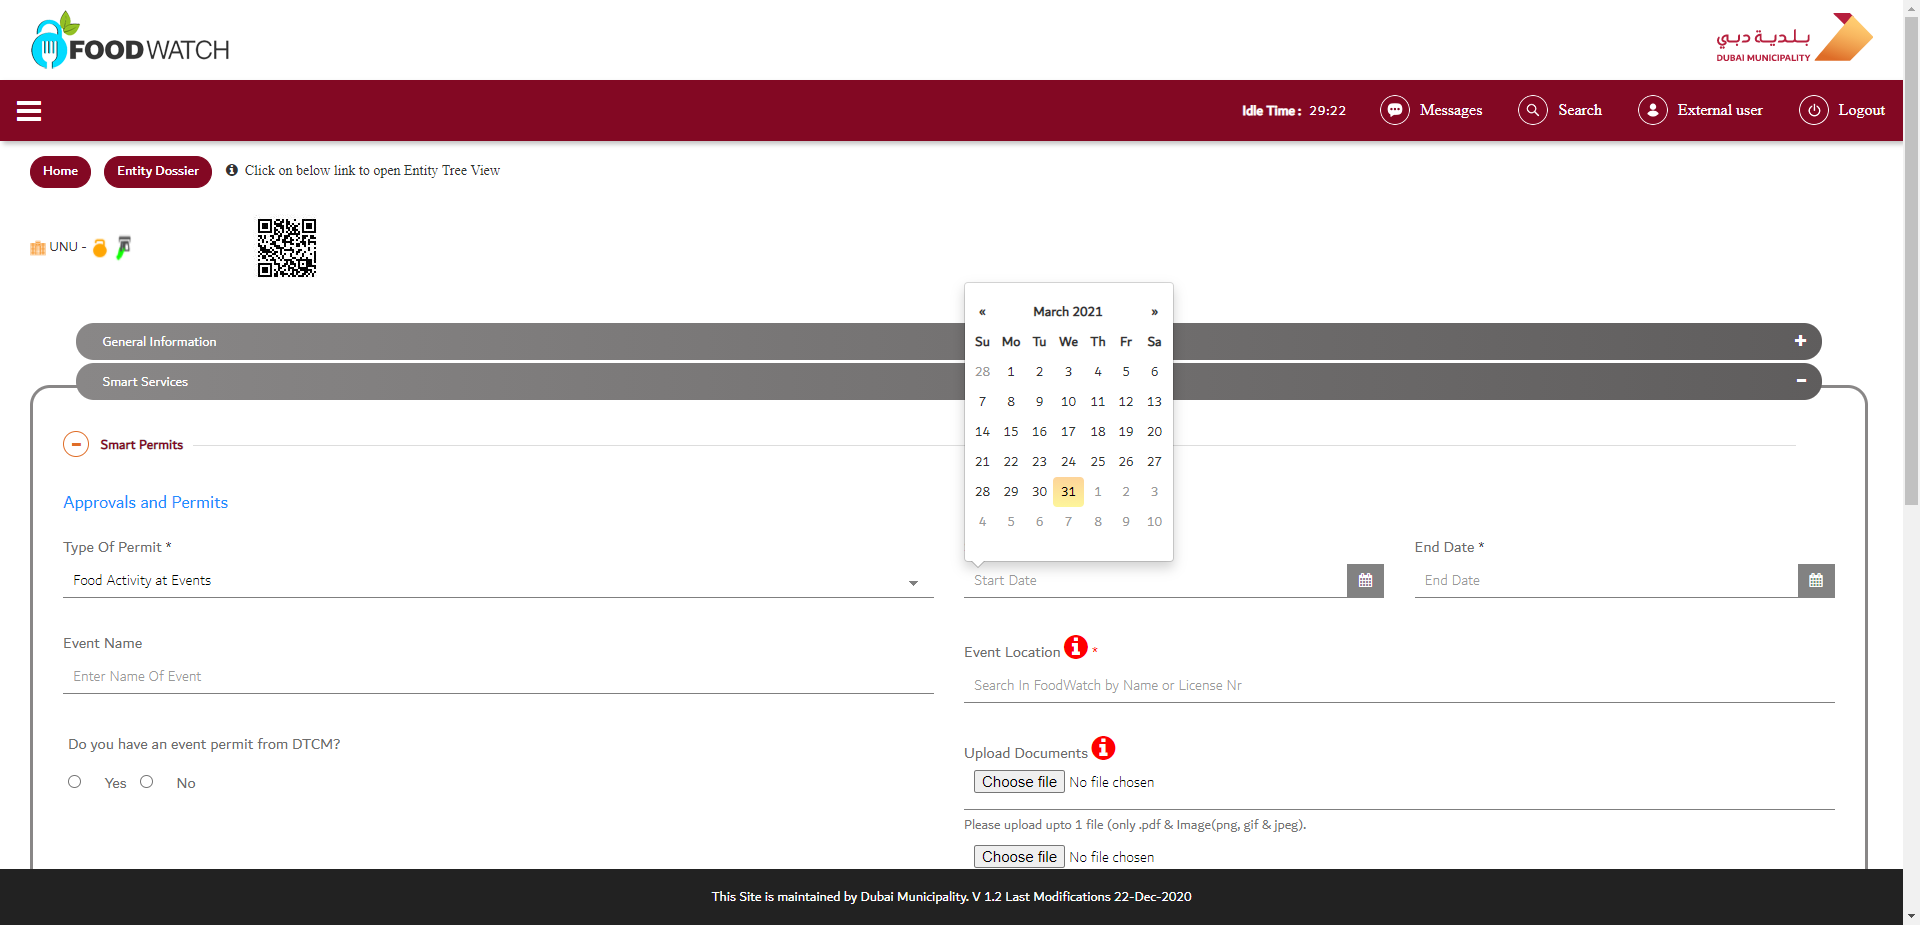 FOODWATCH
بلدية دبي
DUBAI MUNICIPALITY
Idle Time : 29:22
Messages
Search
External user
Logout
Home
Entity Dossier
Click on below link to open Entity Tree View
UNU -
« March 2021 »
Su Mo Tu We Th Fr Sa
28 1 2 3 4 5 6
7 8 9 10 11 12 13
14 15 16 17 18 19 20
21 22 23 24 25 26 27
28 29 30 31 1 2 3
4 5 6 7 8 9 10
General Information
Smart Services
Smart Permits
Approvals and Permits
Type Of Permit *
Food Activity at Events
Start Date
End Date *
End Date
Event Name
Enter Name Of Event
Event Location *
Search In FoodWatch by Name or License Nr
Do you have an event permit from DTCM?
Yes
No
Upload Documents
Choose file No file chosen
Please upload upto 1 file (only .pdf & Image(png, gif & jpeg).
Choose file No file chosen
This Site is maintained by Dubai Municipality. V 1.2 Last Modifications 22-Dec-2020